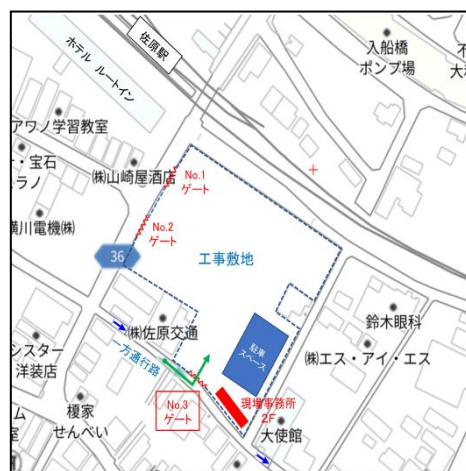 佐原駅
ホテル ルートイン
入船橋
ポンプ場
アワノ学習教室
・宝石
㈱山崎屋酒店
No.1
ゲート
No.2
ゲート
横川電機㈱
36
工事敷地
㈱佐原交通
駐車
スペース
鈴木眼科
㈱エス・アイ・エス
シスター
洋装店
一方通行路
No.3
ゲート
現場事務所
2F
大使館
榎家
せんべい